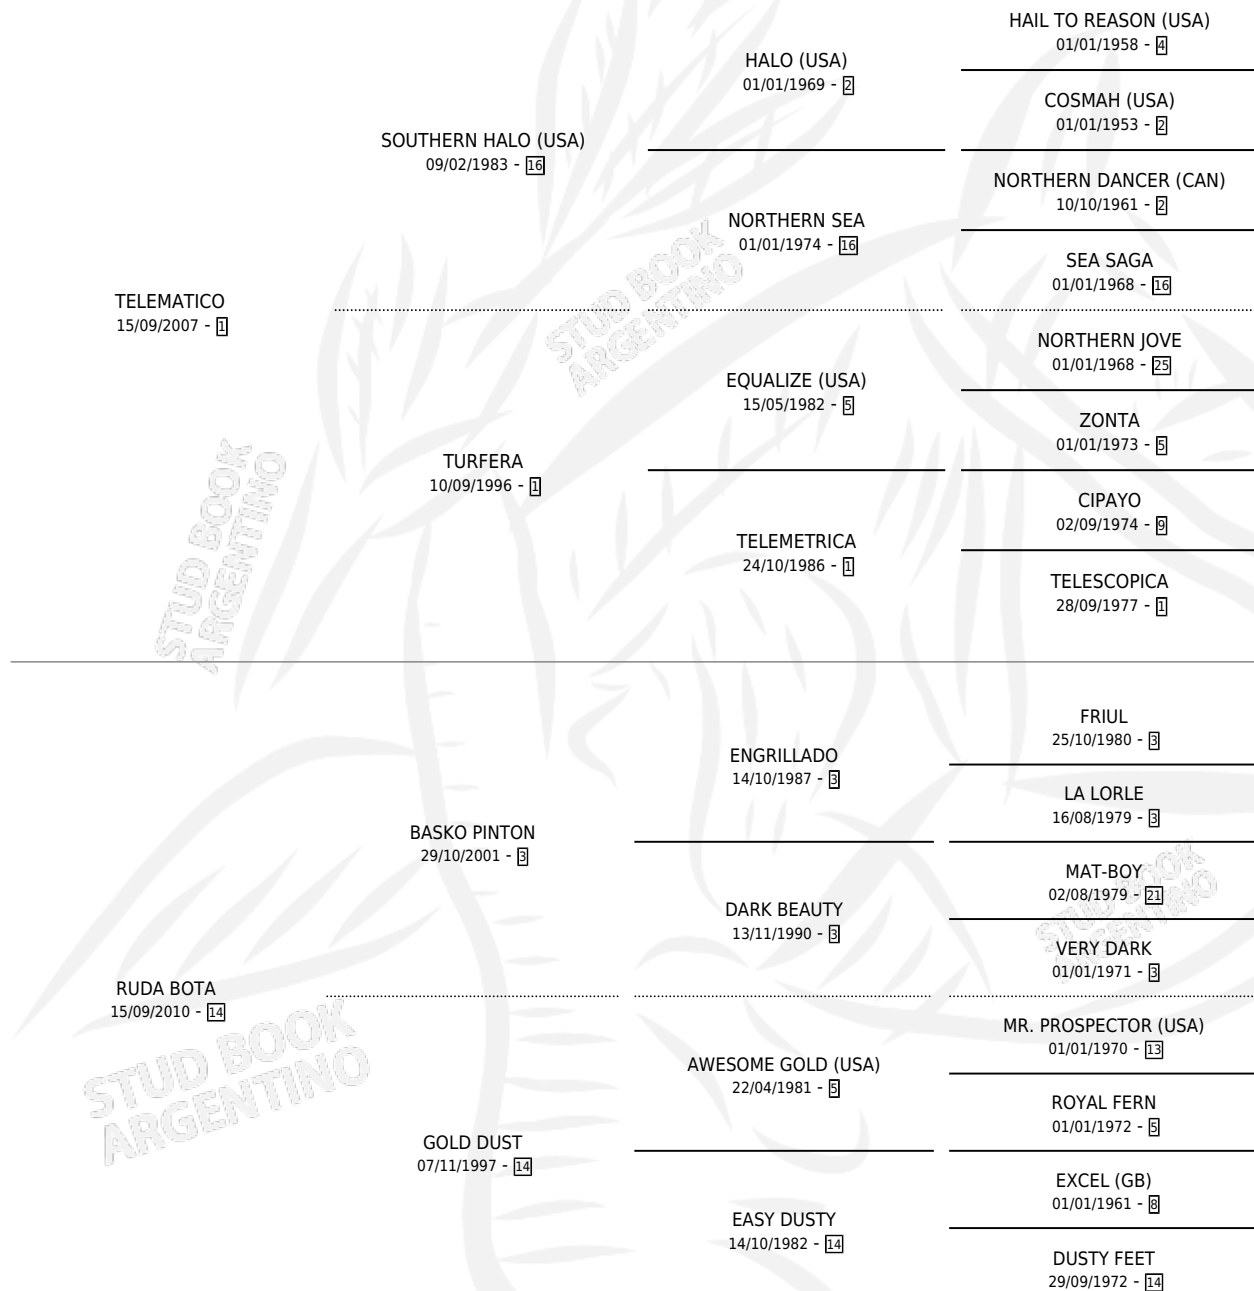 HAIL TO REASON (USA)
01/01/1958 - 4
HALO (USA)
01/01/1969 - 2
COSMAH (USA)
01/01/1953 - 2
SOUTHERN HALO (USA)
09/02/1983 - 16
NORTHERN DANCER (CAN)
10/10/1961 - 2
NORTHERN SEA
01/01/1974 - 16
SEA SAGA
01/01/1968 - 16
TELEMATICO
15/09/2007 - 1
NORTHERN JOVE
01/01/1968 - 25
EQUALIZE (USA)
15/05/1982 - 5
ZONTA
01/01/1973 - 5
TURFERA
10/09/1996 - 1
CIPAYO
02/09/1974 - 9
TELEMETRICA
24/10/1986 - 1
TELESCOPICA
28/09/1977 - 1
FRIUL
25/10/1980 - 3
ENGRILLADO
14/10/1987 - 3
LA LORLE
16/08/1979 - 3
BASKO PINTON
29/10/2001 - 3
MAT-BOY
02/08/1979 - 21
DARK BEAUTY
13/11/1990 - 3
VERY DARK
01/01/1971 - 3
RUDA BOTA
15/09/2010 - 14
MR. PROSPECTOR (USA)
01/01/1970 - 13
AWESOME GOLD (USA)
22/04/1981 - 5
ROYAL FERN
01/01/1972 - 5
GOLD DUST
07/11/1997 - 14
EXCEL (GB)
01/01/1961 - 8
EASY DUSTY
14/10/1982 - 14
DUSTY FEET
29/09/1972 - 14
STUD BOOK
ARGENTINO
STUD BOOK
ARGENTINO
STUD BOOK
ARGENTINO
STUD BOOK
ARGENTINO